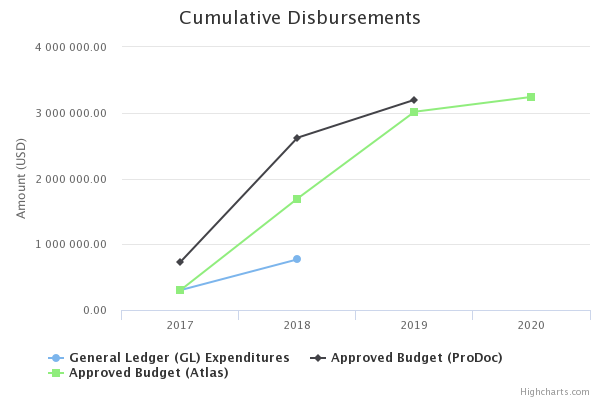 Cumulative Disbursements
4 000 000.00
3 000 000.00
2 000 000.00
1 000 000.00
0.00
Amount (USD)
2017 2018 2019 2020
General Ledger (GL) Expenditures Approved Budget (ProDoc)
Approved Budget (Atlas)
Highcharts.com